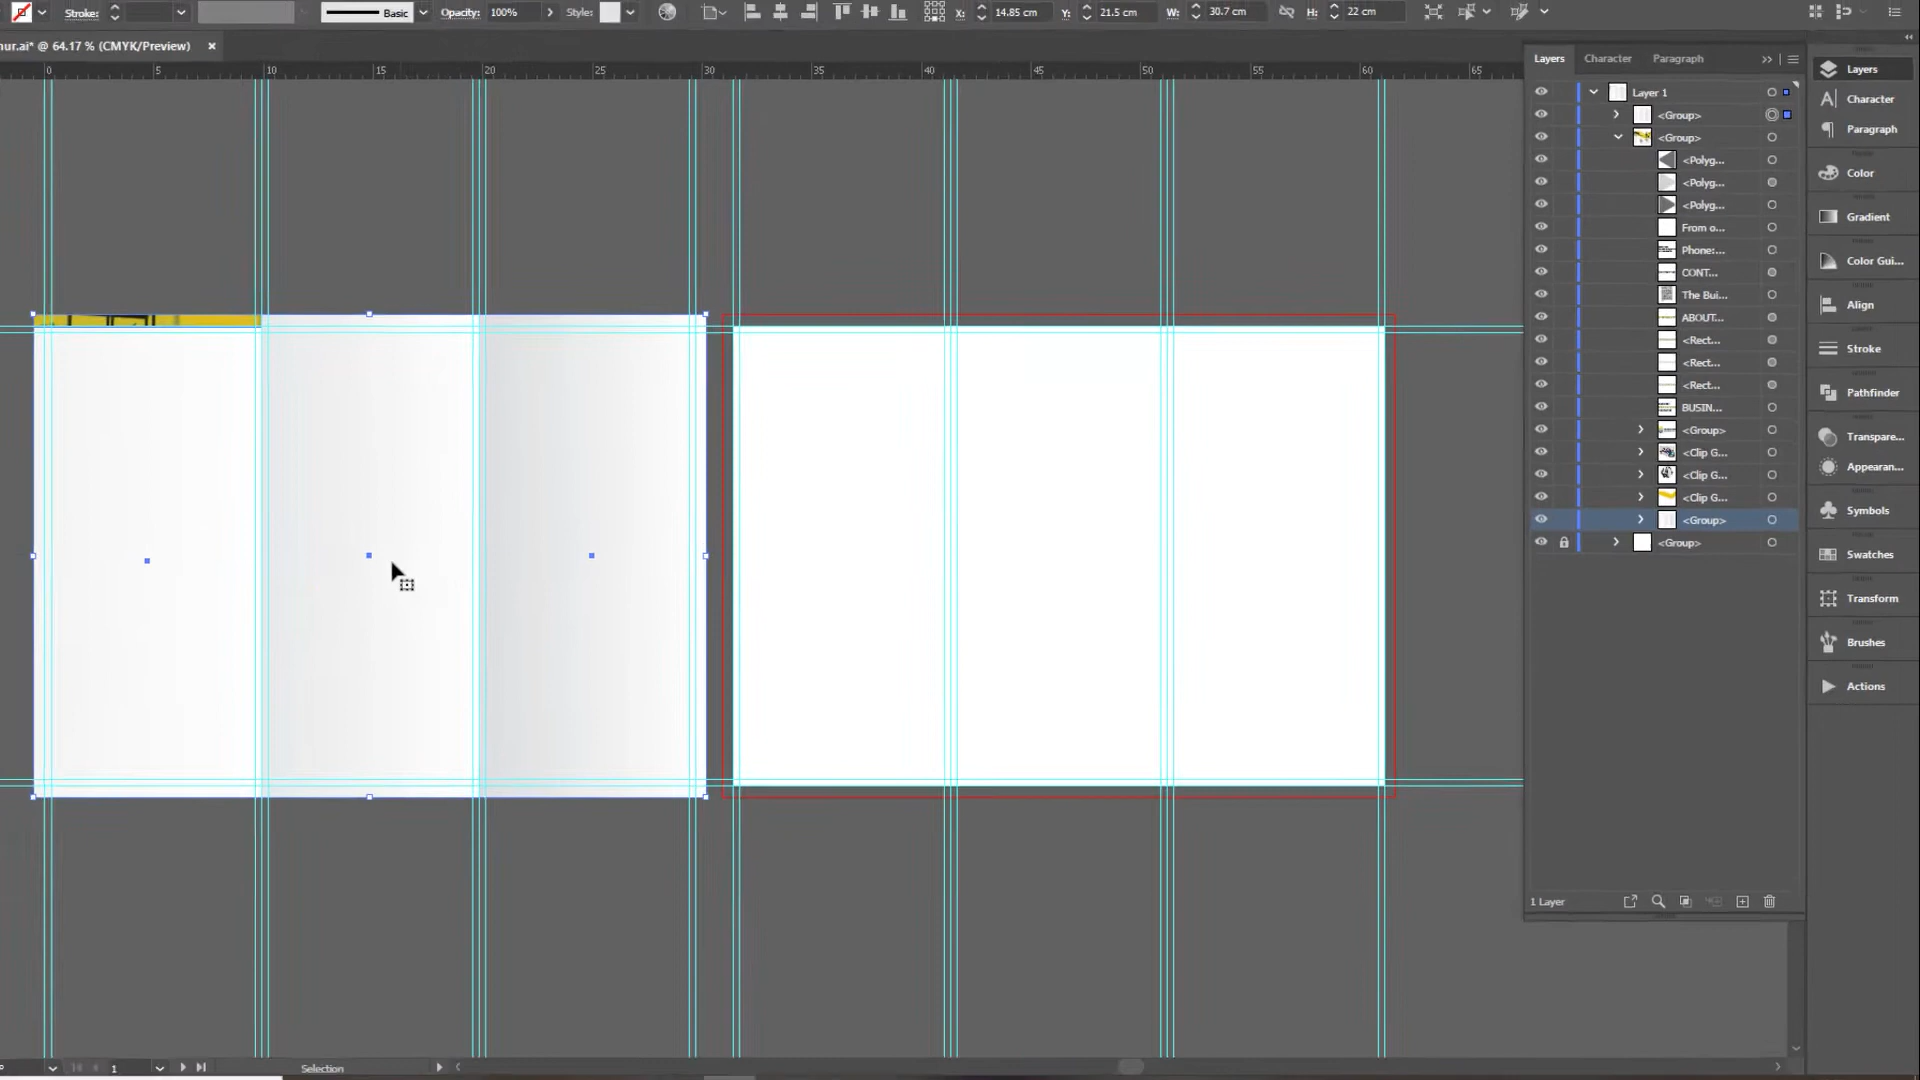 Stroke: Basic Opacity: 100% Style: X: 14.85 cm Y: 21.5 cm W: 30.7 cm H: 22 cm
nur.ai* @ 64.17 % (CMYK/Preview) ×
0 5 10 15 20 25 30 35 40 45 50 55 60 65
Layers Character Paragraph
Layer 1
<Group>
<Group>
<Polyg...
<Polyg...
<Polyg...
From o...
Phone:...
CONT...
The Bui...
ABOUT...
<Rect...
<Rect...
<Rect...
BUSIN...
<Group>
<Clip G...
<Clip G...
<Clip G...
<Group>
<Group>
1 Layer
Layers
Character
Paragraph
Color
Gradient
Color Gui...
Align
Stroke
Pathfinder
Transpare...
Appearan...
Symbols
Swatches
Transform
Brushes
Actions
1 Selection